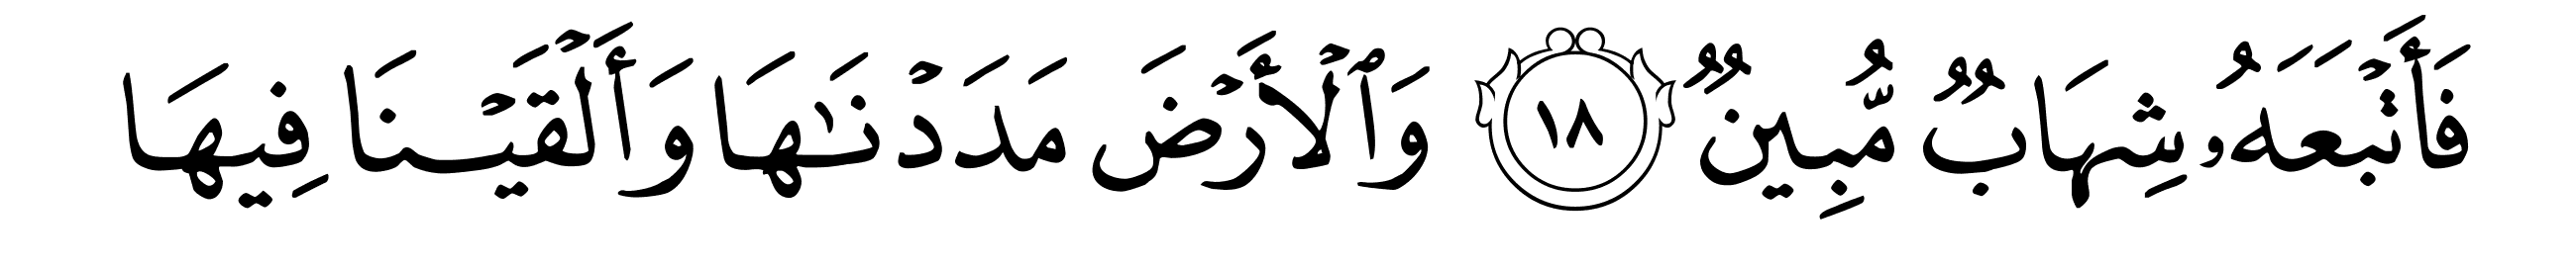 فَأَتْبَعَهُۥ شِهَابٌ مُّبِينٌ ١٨ وَٱلْأَرْضَ مَدَدْنَـٰهَا وَأَلْقَيْنَا فِيهَا